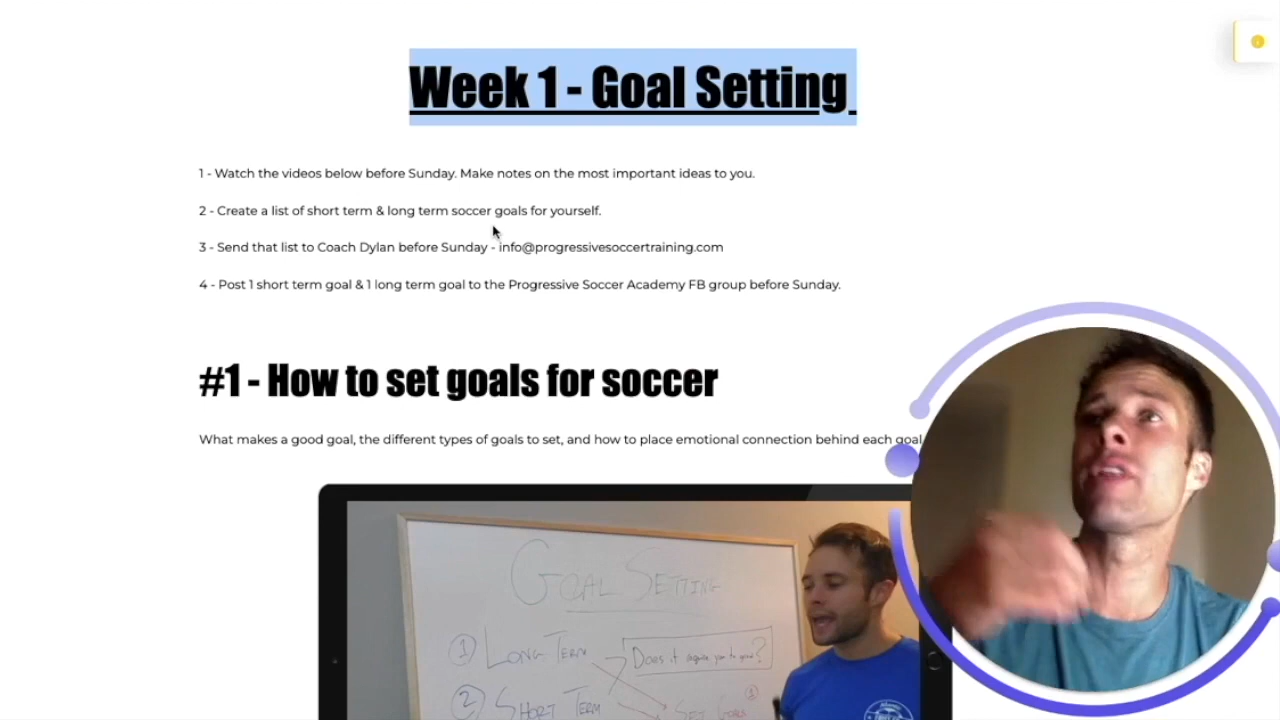 Week 1 - Goal Setting
1 - Watch the videos below before Sunday. Make notes on the most important ideas to you.
2 - Create a list of short term & long term soccer goals for yourself.
3 - Send that list to Coach Dylan before Sunday - info@progressivesoccertraining.com
4 - Post 1 short term goal & 1 long term goal to the Progressive Soccer Academy FB group before Sunday.
#1 - How to set goals for soccer
What makes a good goal, the different types of goals to set, and how to place emotional connection behind each goal
GOAL SETTING
1 LONG TERM
Does it inspire you to grow?
2 SHORT TERM
SET GOALS